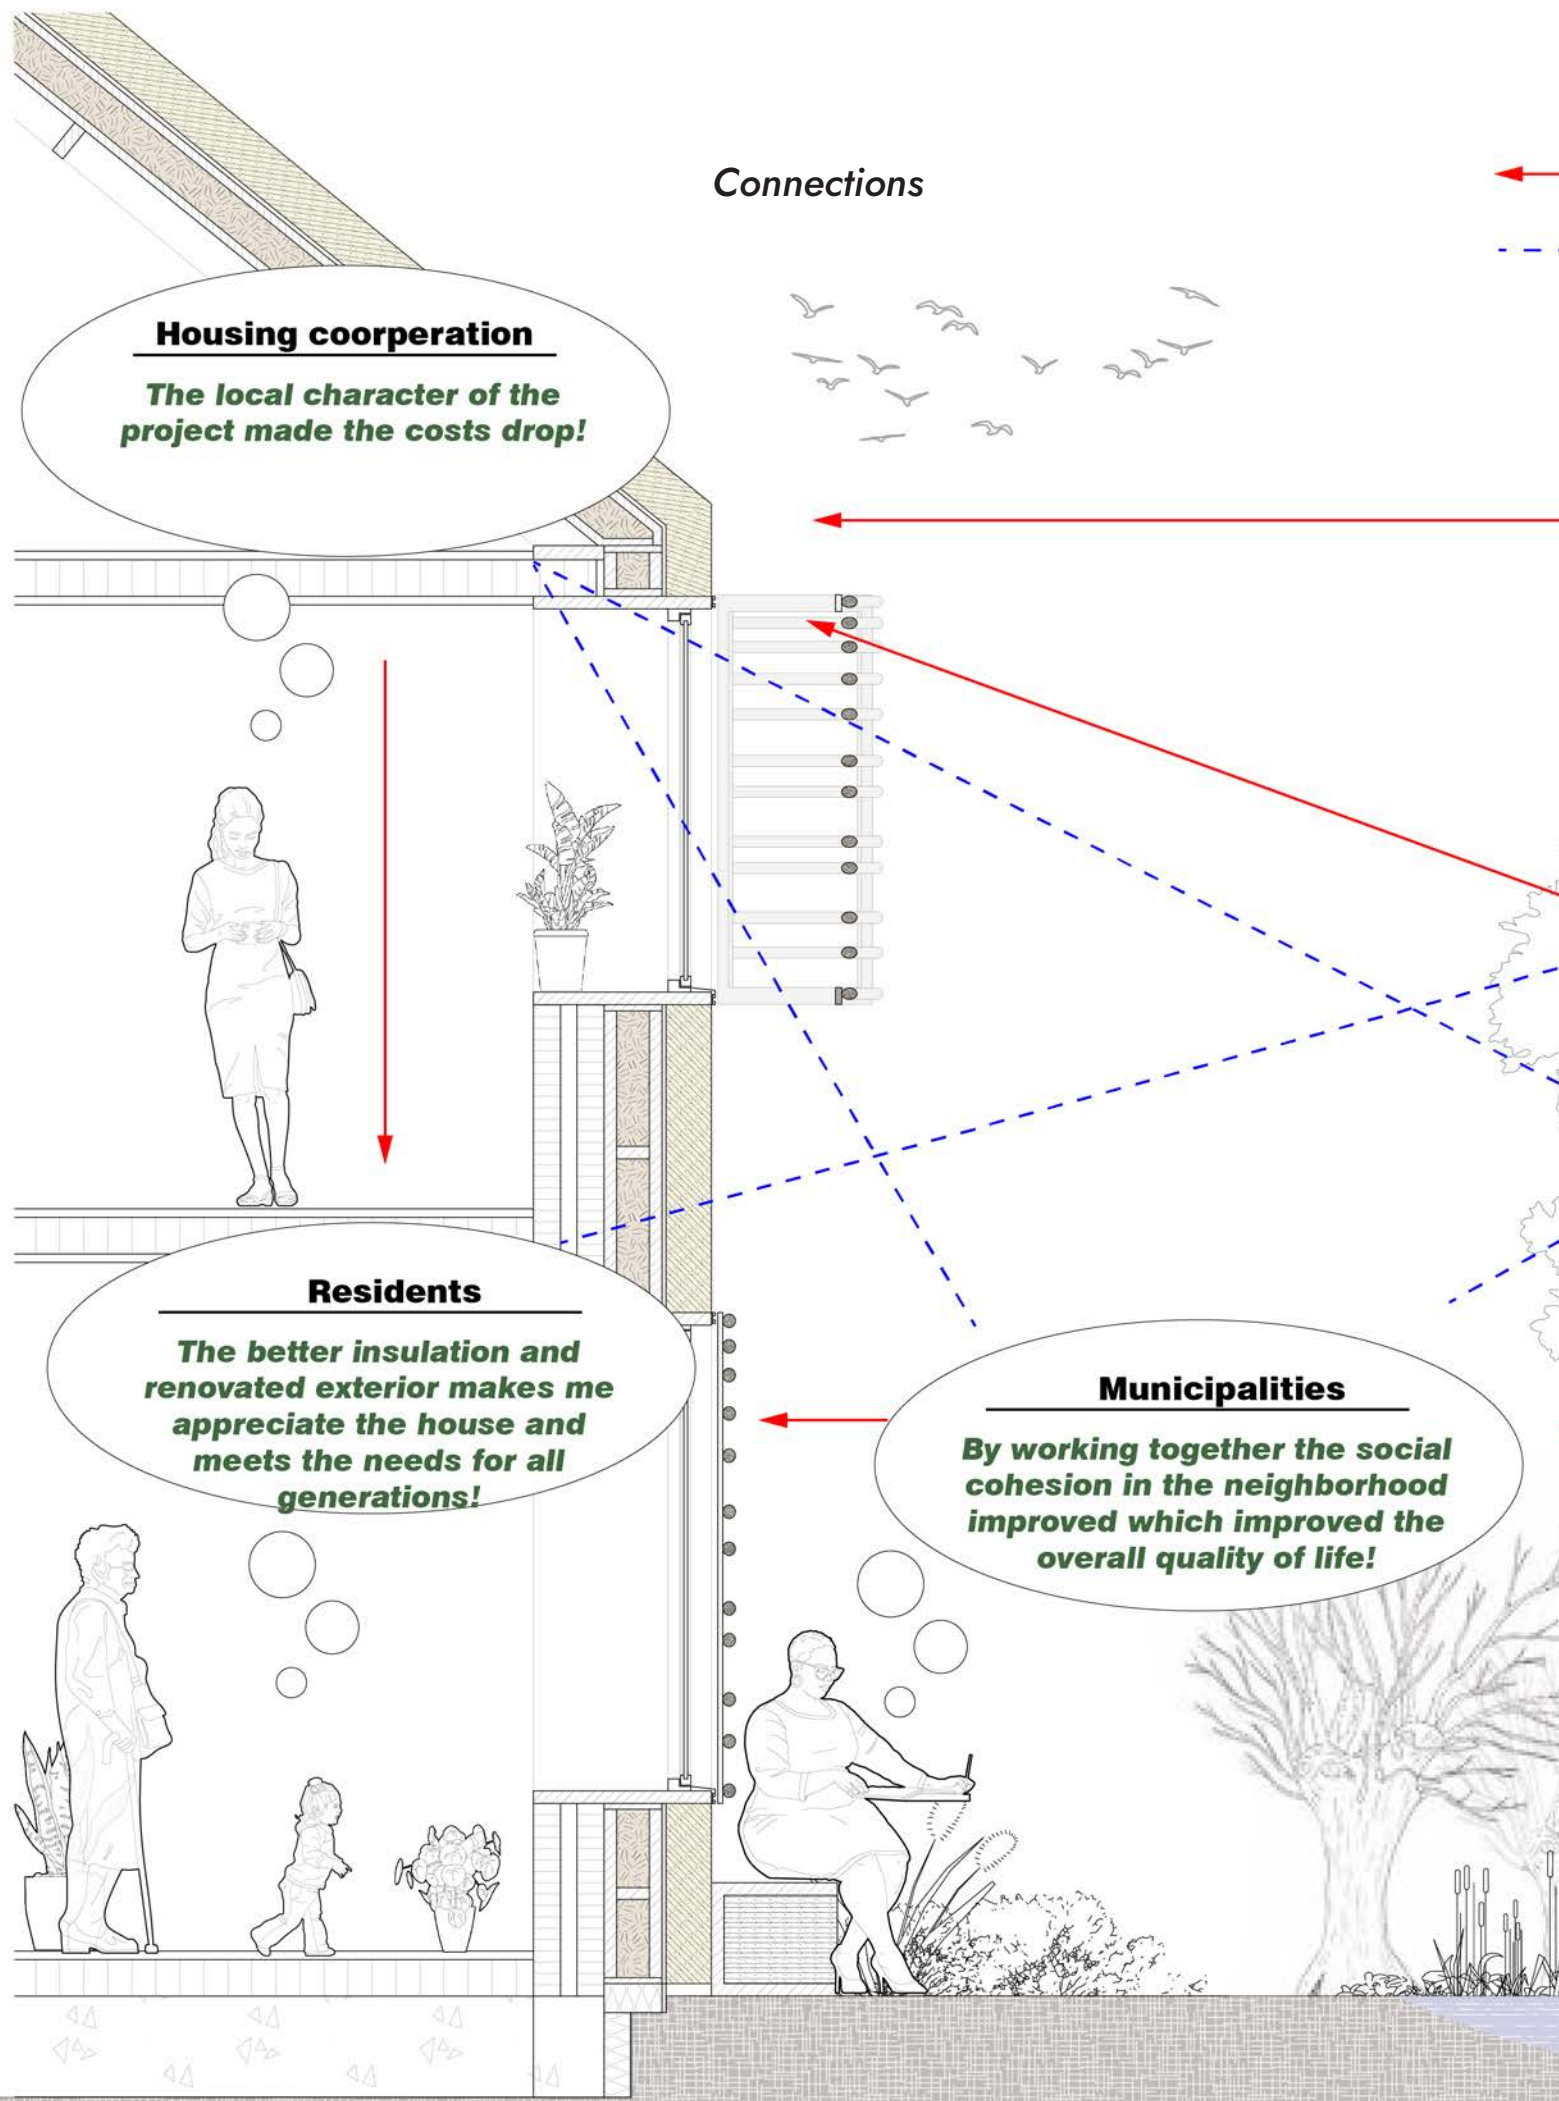 Connections
Housing coorperation
The local character of the
project made the costs drop!
Residents
The better insulation and
renovated exterior makes me
appreciate the house and
meets the needs for all
generations!
Municipalities
By working together the social
cohesion in the neighborhood
improved which improved the
overall quality of life!